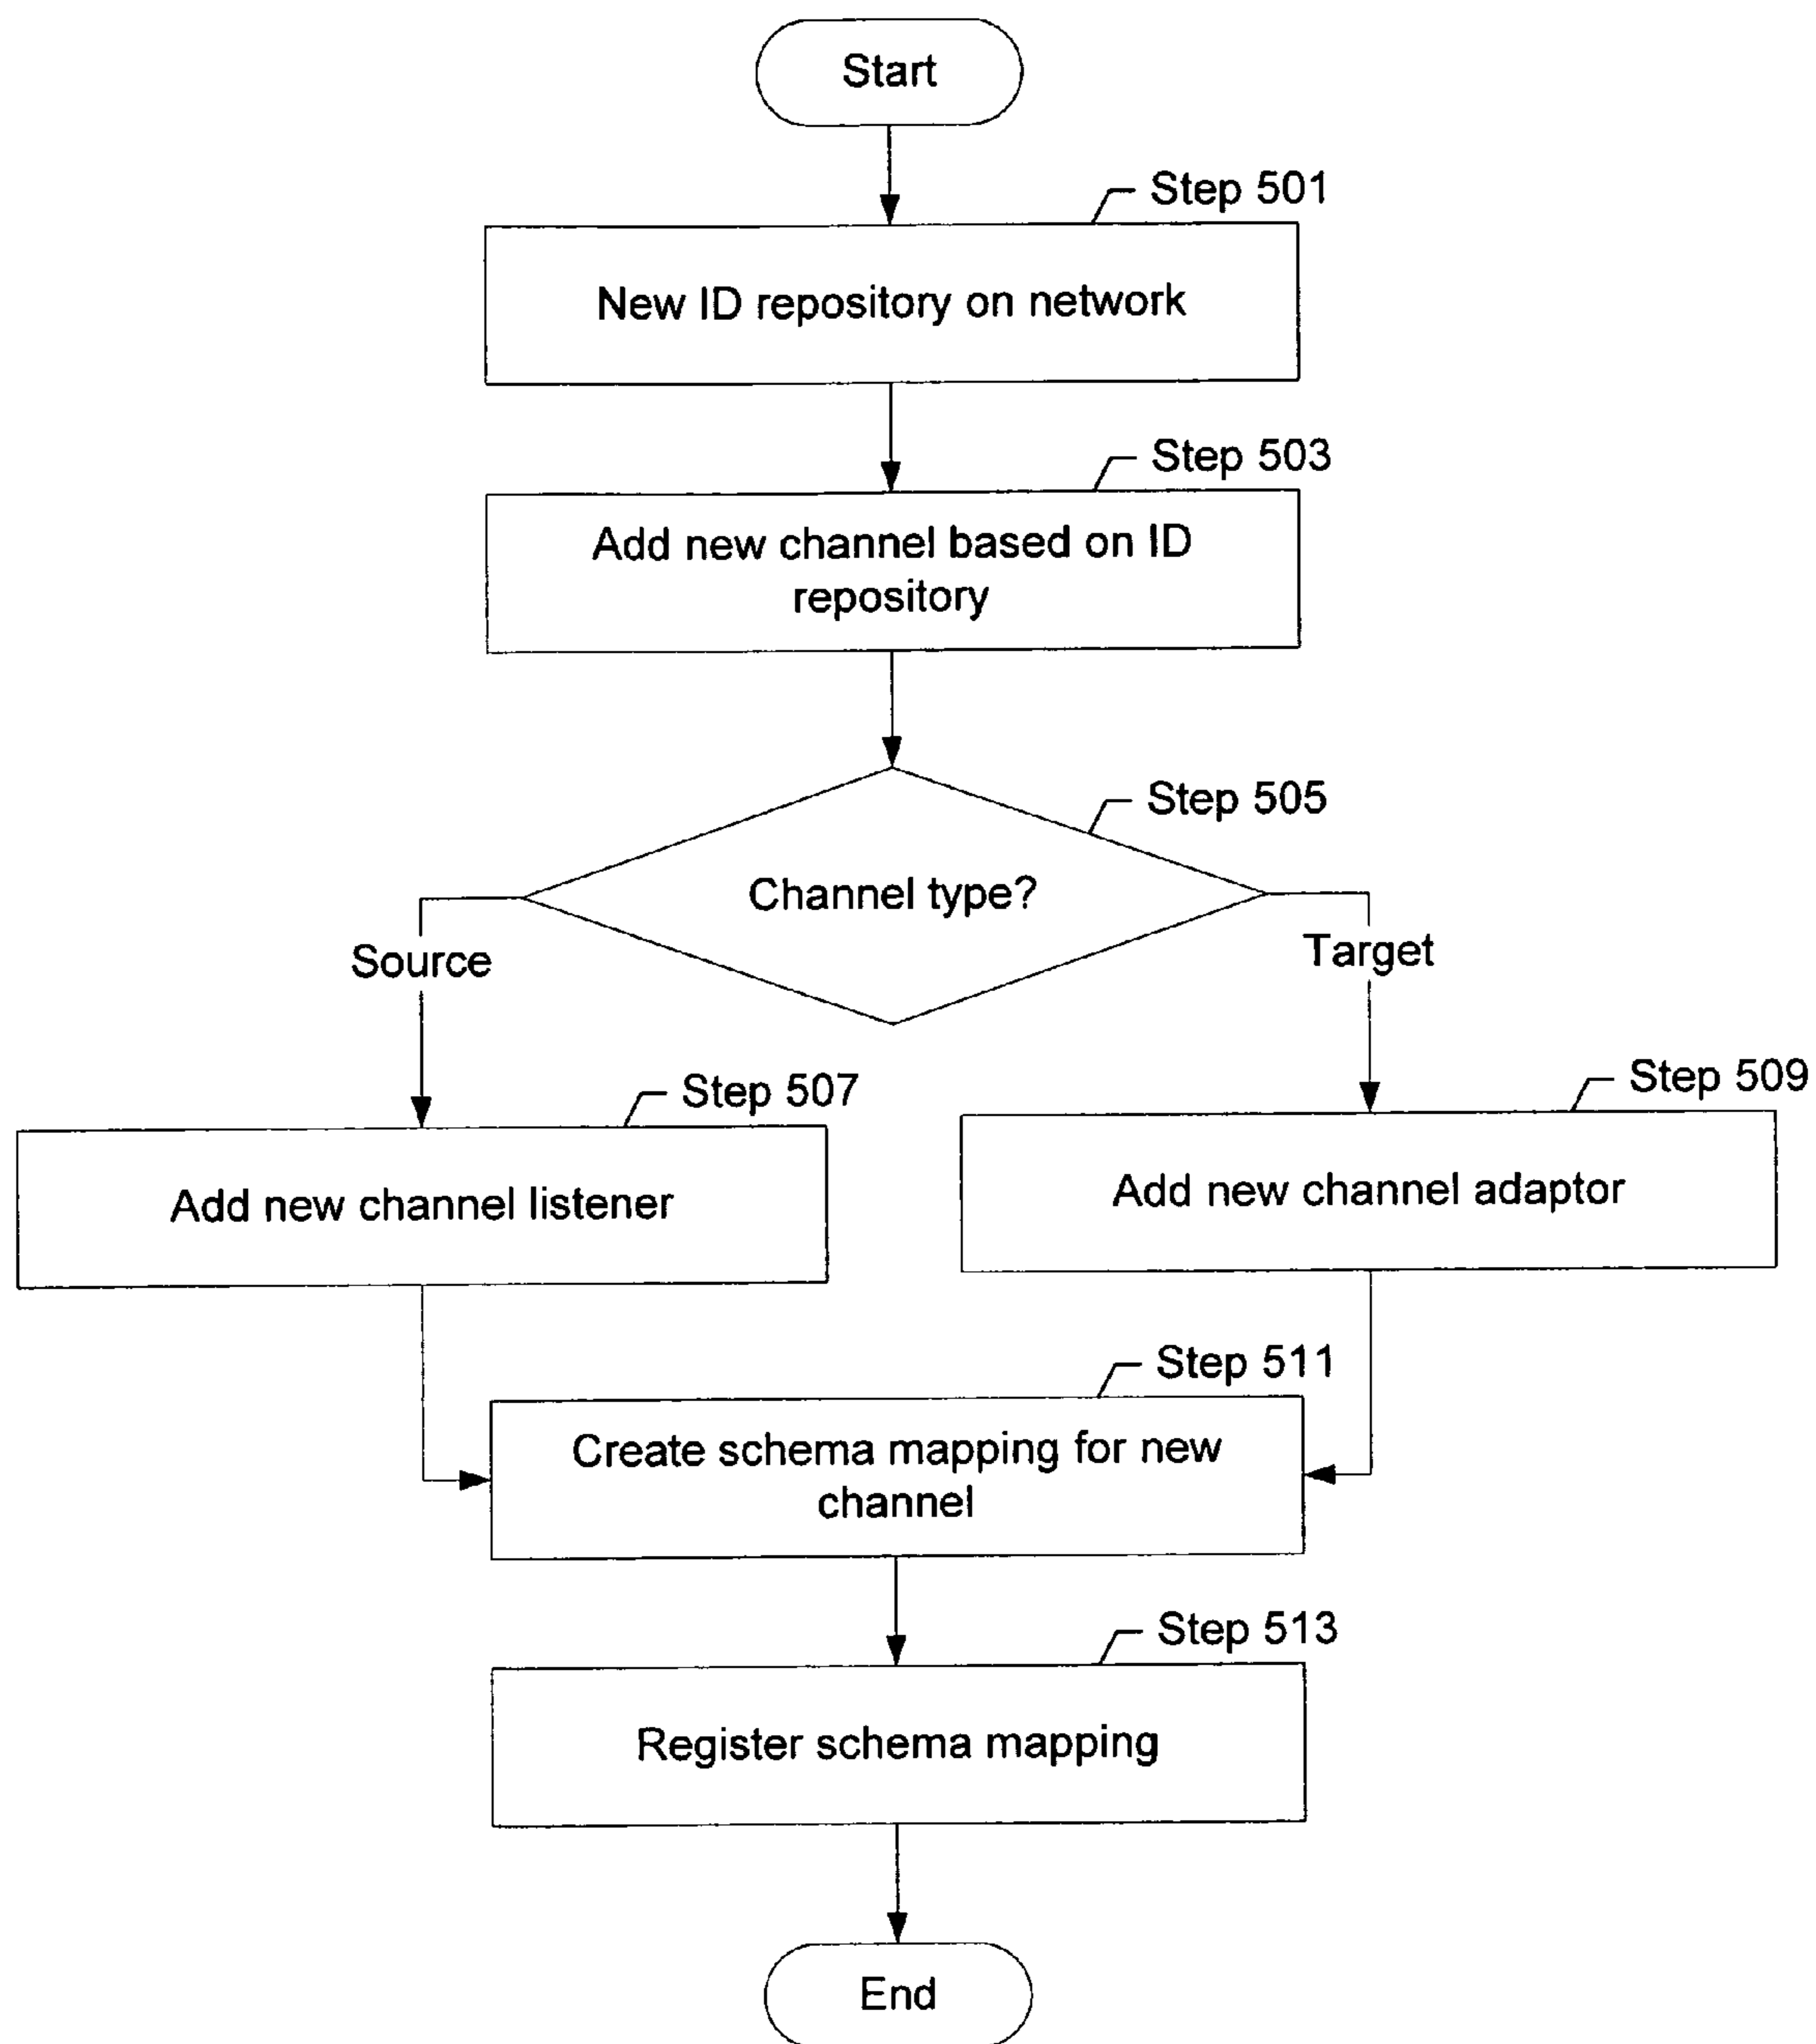 Start
Step 501
New ID repository on network
Step 503
Add new channel based on ID
repository
Step 505
Channel type?
Source
Target
Step 507
Step 509
Add new channel listener
Add new channel adaptor
Step 511
Create schema mapping for new
channel
Step 513
Register schema mapping
End